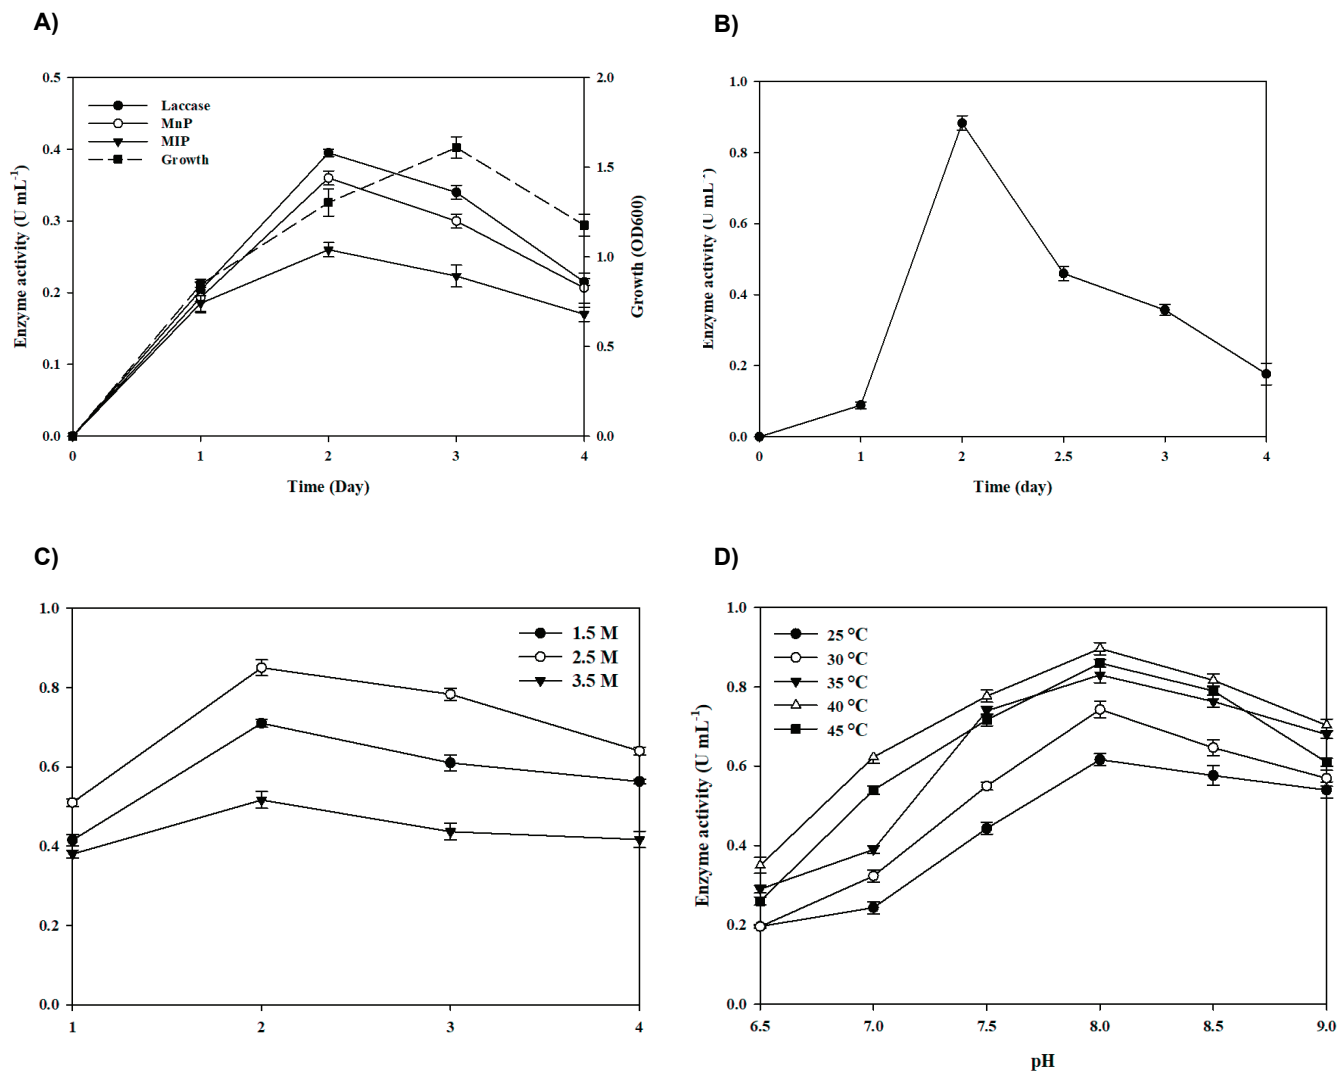 A)
0.5
0.4
0.3
0.2
0.1
0.0
Enzyme activity (U mL⁻¹)
Laccase
MnP
MIP
Growth
2.0
1.5
1.0
0.5
0.0
Growth (OD600)
0
1
2
3
4
Time (Day)
B)
1.0
0.8
0.6
0.4
0.2
0.0
Enzyme activity (U mL⁻¹)
0
1
2
2.5
3
4
Time (day)
C)
1.0
0.8
0.6
0.4
0.2
0.0
1.5 M
2.5 M
3.5 M
1
2
3
4
D)
1.0
0.8
0.6
0.4
0.2
0.0
Enzyme activity (U mL⁻¹)
25 °C
30 °C
35 °C
40 °C
45 °C
6.5
7.0
7.5
8.0
8.5
9.0
pH